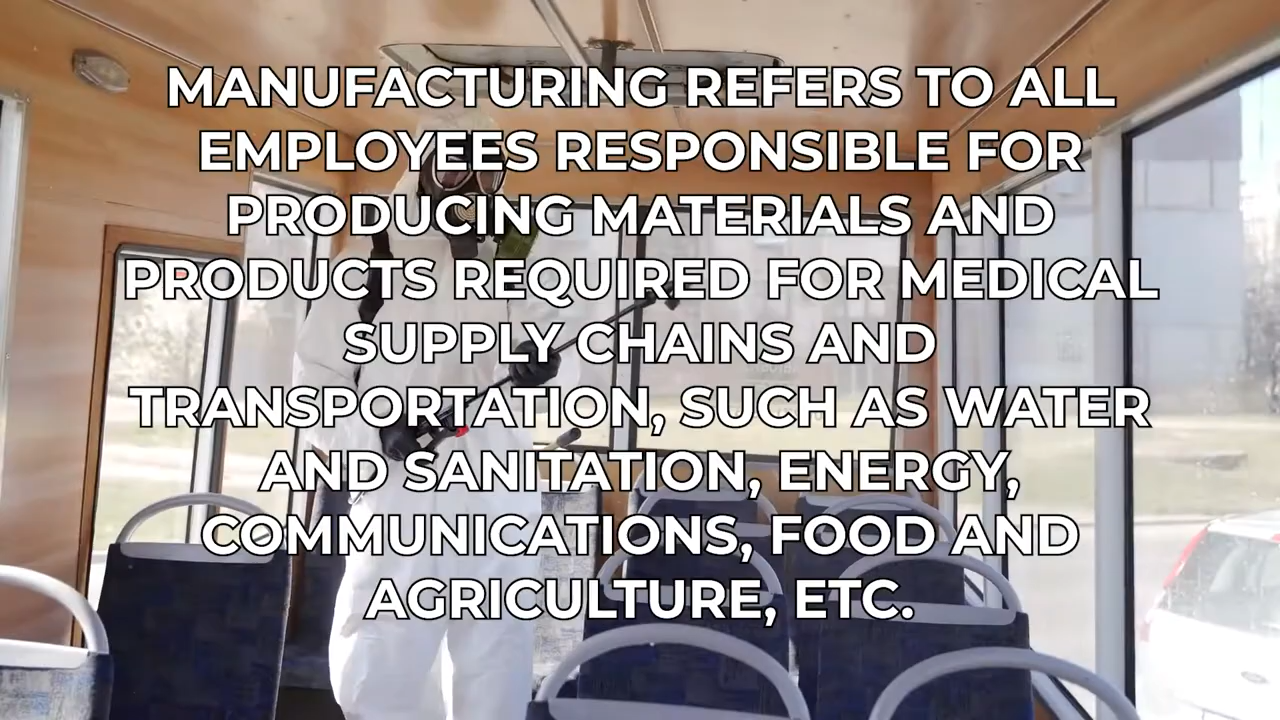 MANUFACTURING REFERS TO ALL
EMPLOYEES RESPONSIBLE FOR
PRODUCING MATERIALS AND
PRODUCTS REQUIRED FOR MEDICAL
SUPPLY CHAINS AND
TRANSPORTATION, SUCH AS WATER
AND SANITATION, ENERGY,
COMMUNICATIONS, FOOD AND
AGRICULTURE, ETC.